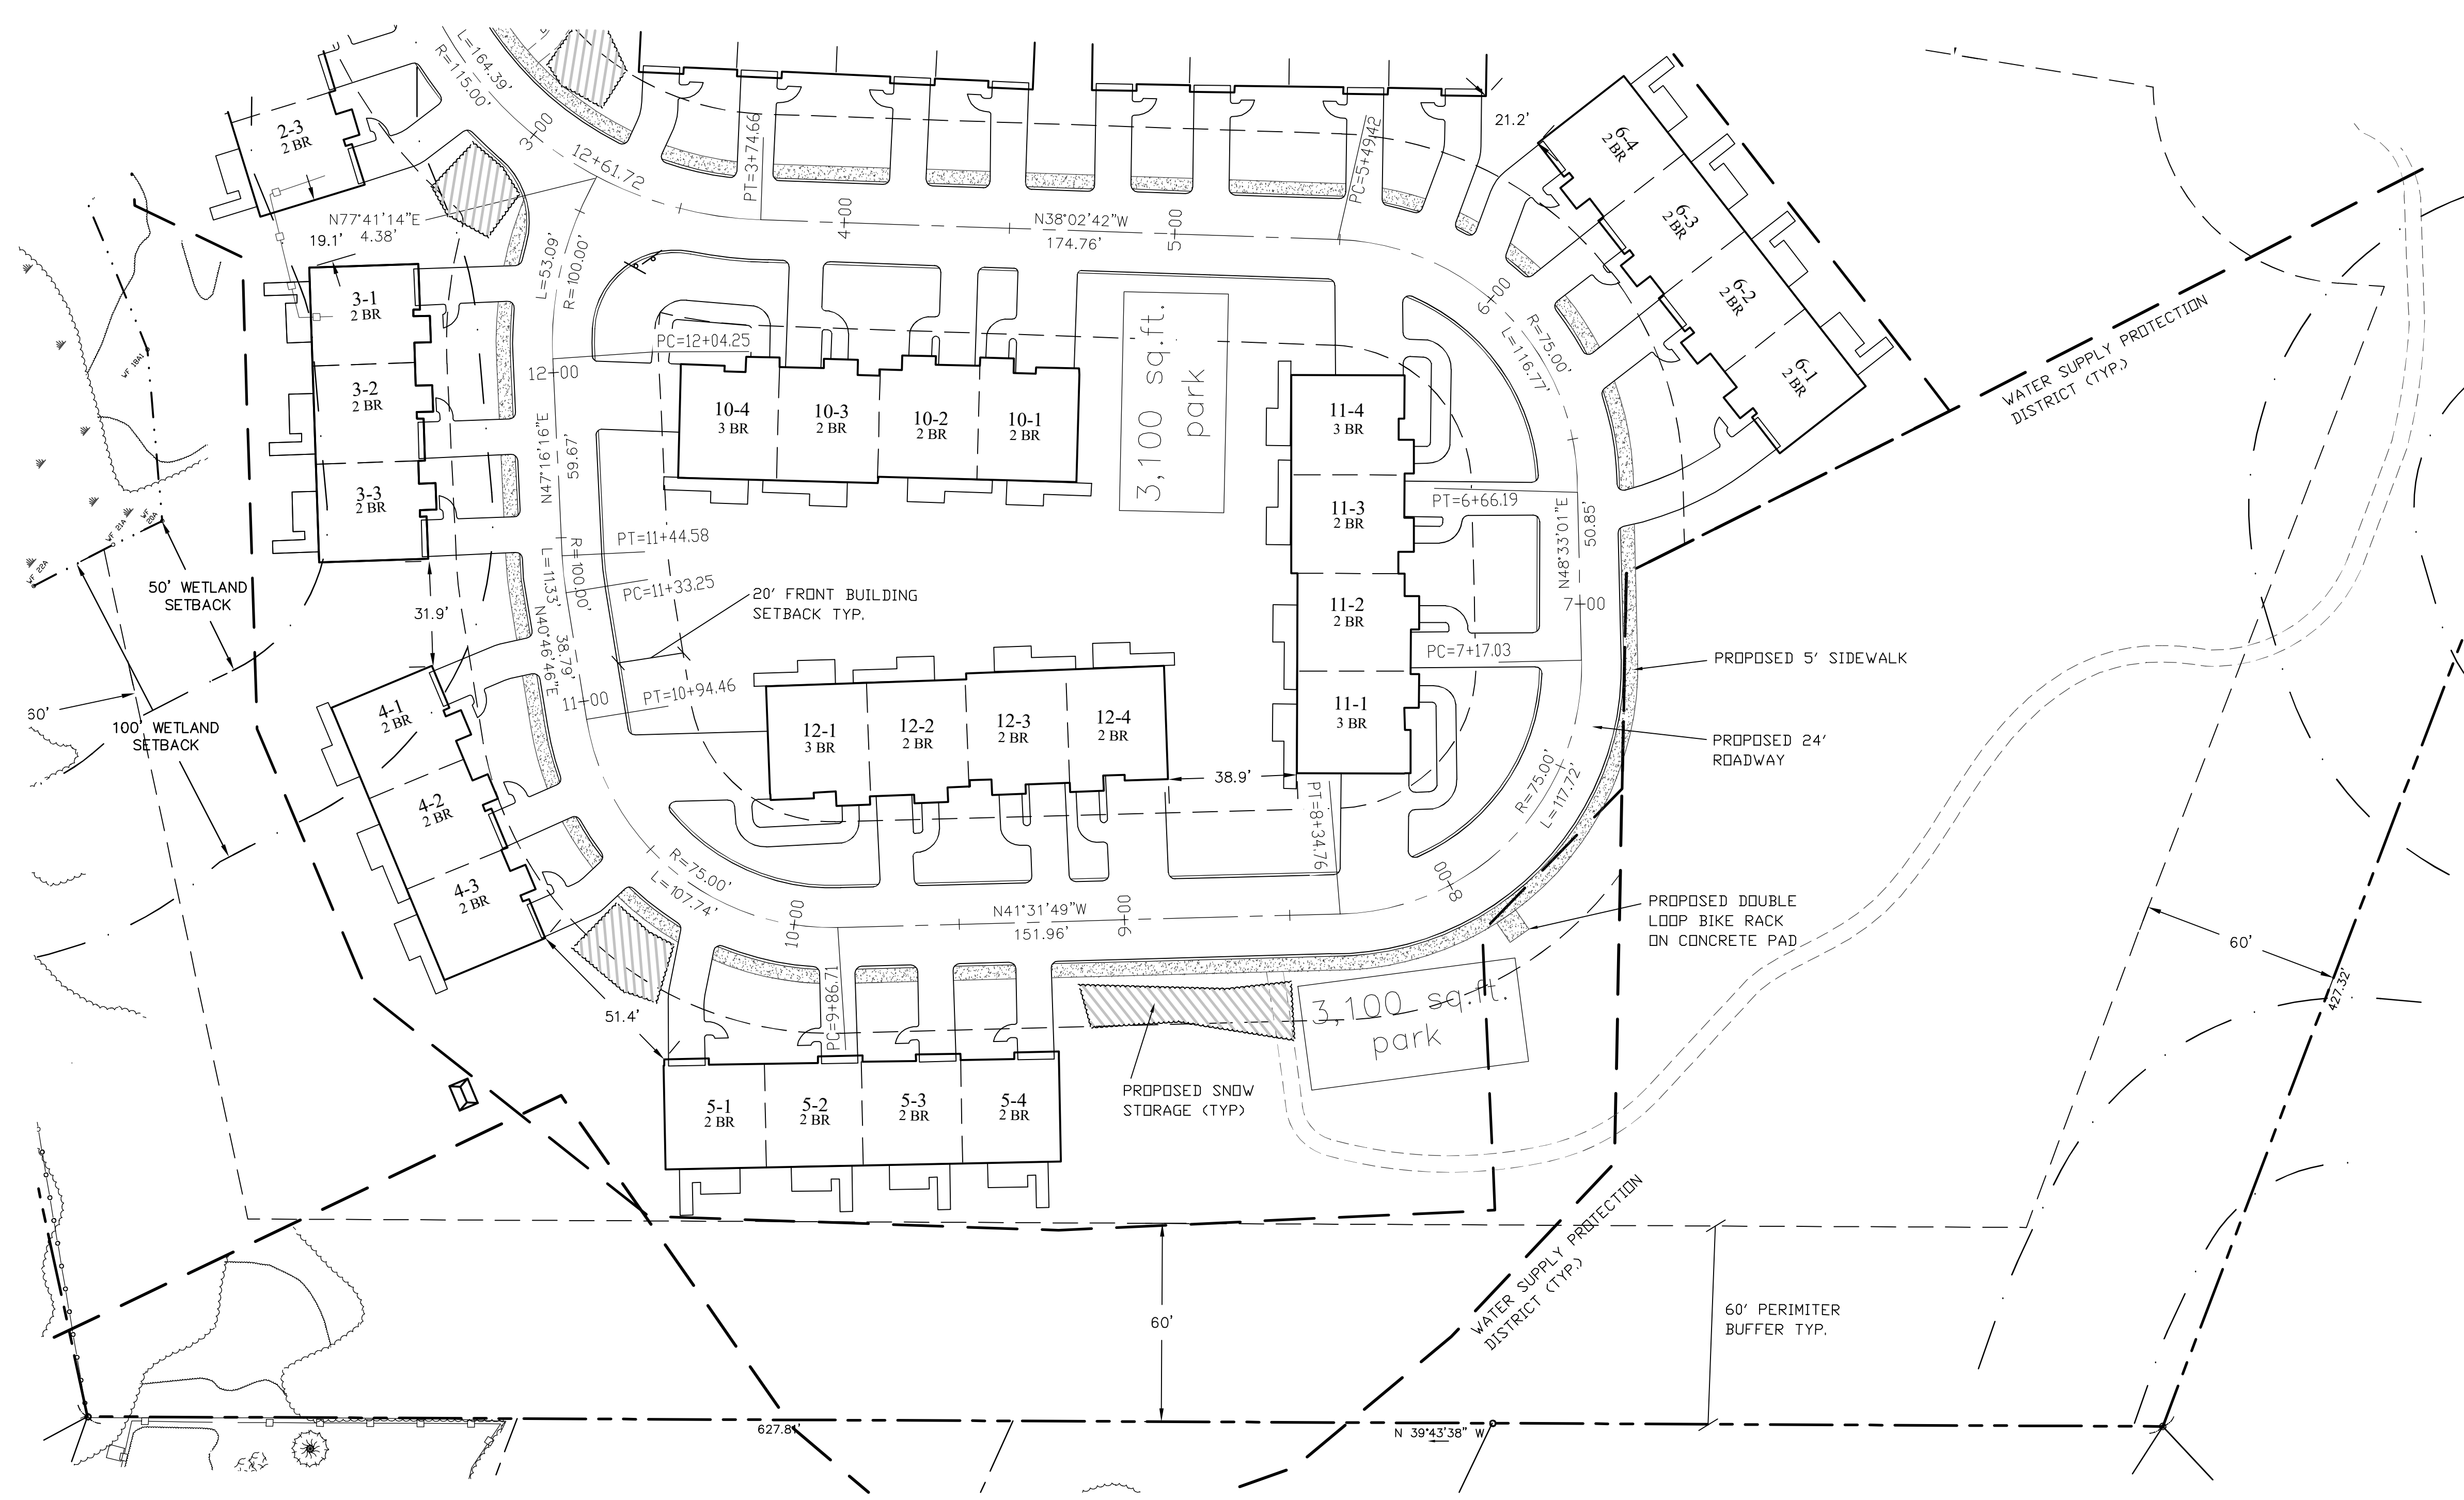 L=164.39'
R=115.00'
2-3
2 BR
3+00
12+61.72
PT=3+74.66
4+00
N38°02'42"W
174.76'
5+00
PC=5+49.42
21.2'
6-4
2 BR
6-3
2 BR
6-2
2 BR
6-1
2 BR
N77°41'14"E
4.38'
19.1'
L=53.09'
R=100.00'
6+00
R=75.00'
L=116.77'
WATER SUPPLY PROTECTION
DISTRICT (TYP.)
3-1
2 BR
3-2
2 BR
3-3
2 BR
WF 18A1
WF 21A
WF 20A
WF 22A
PC=12+04.25
12+00
N47°16'16"E
59.67'
10-4
3 BR
10-3
2 BR
10-2
2 BR
10-1
2 BR
3,100 sq.ft.
park
11-4
3 BR
11-3
2 BR
11-2
2 BR
11-1
3 BR
PT=6+66.19
N48°33'01"E
50.85'
7+00
PC=7+17.03
50' WETLAND
SETBACK
31.9'
PT=11+44.58
L=11.33'
R=100.00'
PC=11+33.25
20' FRONT BUILDING
SETBACK TYP.
N40°46'46"E
38.79'
11+00
PT=10+94.46
PROPOSED 5' SIDEWALK
60'
100' WETLAND
SETBACK
4-1
2 BR
4-2
2 BR
4-3
2 BR
12-1
3 BR
12-2
2 BR
12-3
2 BR
12-4
2 BR
38.9'
PT=8+34.76
R=75.00'
L=117.72'
PROPOSED 24'
ROADWAY
R=75.00'
L=107.74'
10+00
N41°31'49"W
151.96'
9+00
8+00
PROPOSED DOUBLE
LOOP BIKE RACK
ON CONCRETE PAD
60'
427.32'
51.4'
PC=9+86.71
3,100 sq.ft.
park
5-1
2 BR
5-2
2 BR
5-3
2 BR
5-4
2 BR
PROPOSED SNOW
STORAGE (TYP)
WATER SUPPLY PROTECTION
DISTRICT (TYP.)
60'
60' PERIMITER
BUFFER TYP.
627.81'
N 39°43'38" W